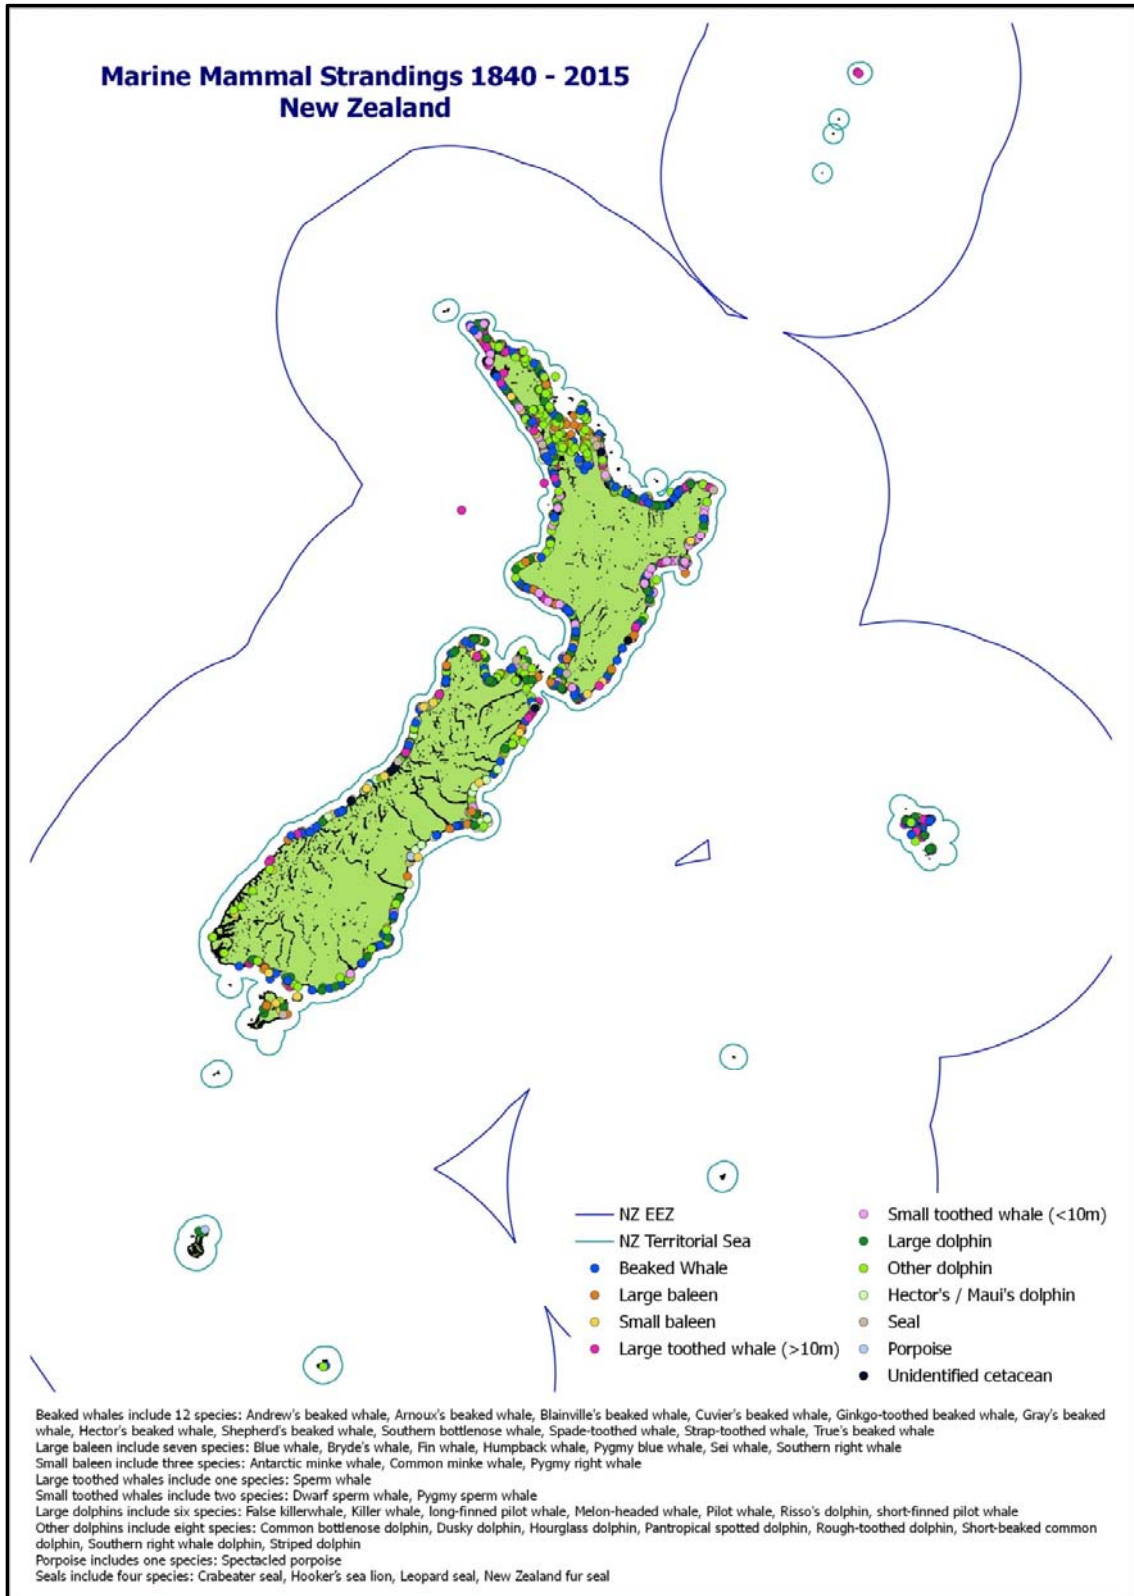 Marine Mammal Strandings 1840 - 2015
New Zealand
NZ EEZ
NZ Territorial Sea
Beaked Whale
Large baleen
Small baleen
Large toothed whale (>10m)
Small toothed whale (<10m)
Large dolphin
Other dolphin
Hector's / Maui's dolphin
Seal
Porpoise
Unidentified cetacean
Beaked whales include 12 species: Andrew's beaked whale, Arnoux's beaked whale, Blainville's beaked whale, Cuvier's beaked whale, Ginkgo-toothed beaked whale, Gray's beaked
whale, Hector's beaked whale, Shepherd's beaked whale, Southern bottlenose whale, Spade-toothed whale, Strap-toothed whale, True's beaked whale
Large baleen include seven species: Blue whale, Bryde's whale, Fin whale, Humpback whale, Pygmy blue whale, Sei whale, Southern right whale
Small baleen include three species: Antarctic minke whale, Common minke whale, Pygmy right whale
Large toothed whales include one species: Sperm whale
Small toothed whales include two species: Dwarf sperm whale, Pygmy sperm whale
Large dolphins include six species: False killerwhale, Killer whale, long-finned pilot whale, Melon-headed whale, Pilot whale, Risso's dolphin, short-finned pilot whale
Other dolphins include eight species: Common bottlenose dolphin, Dusky dolphin, Hourglass dolphin, Pantropical spotted dolphin, Rough-toothed dolphin, Short-beaked common
dolphin, Southern right whale dolphin, Striped dolphin
Porpoise includes one species: Spectacled porpoise
Seals include four species: Crabeater seal, Hooker's sea lion, Leopard seal, New Zealand fur seal